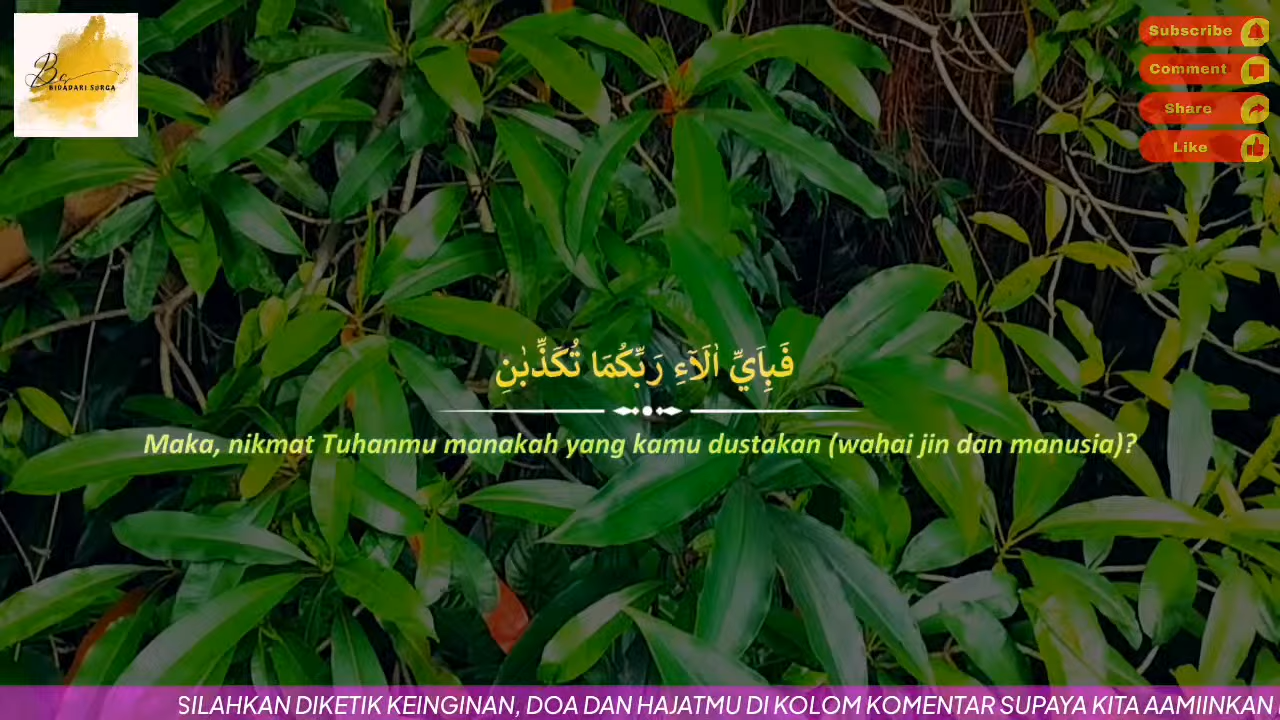 BIDADARI SURGA
Subscribe
Comment
Share
Like
فَبِاَيِّ اٰلَاۤءِ رَبِّكُمَا تُكَذِّبٰنِ
Maka, nikmat Tuhanmu manakah yang kamu dustakan (wahai jin dan manusia)?
SILAHKAN DIKETIK KEINGINAN, DOA DAN HAJATMU DI KOLOM KOMENTAR SUPAYA KITA AAMIINKAN